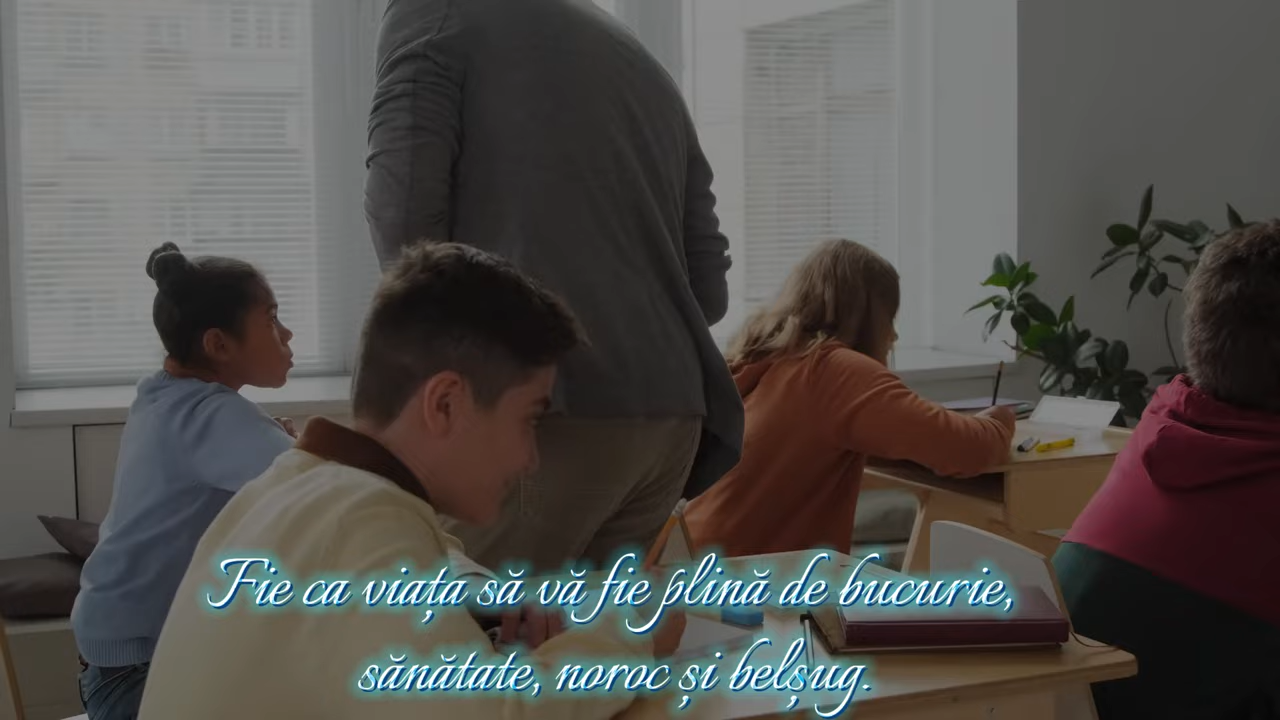 Fie ca viața să vă fie plină de bucurie,
sănătate, noroc și belșug.